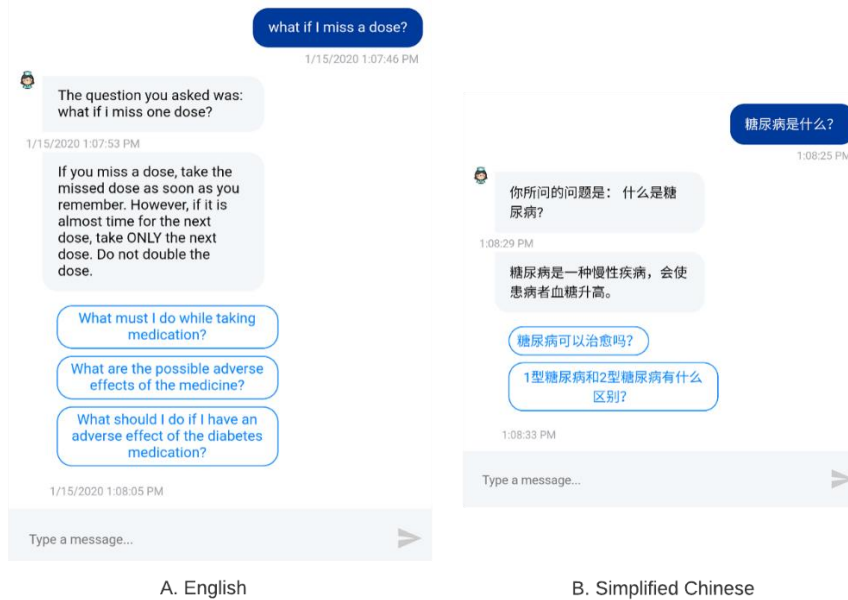 what if I miss a dose?
1/15/2020 1:07:46 PM
The question you asked was:
what if i miss one dose?
1/15/2020 1:07:53 PM
If you miss a dose, take the
missed dose as soon as you
remember. However, if it is
almost time for the next
dose, take ONLY the next
dose. Do not double the
dose.
What must I do while taking
medication?
What are the possible adverse
effects of the medicine?
What should I do if I have an
adverse effect of the diabetes
medication?
1/15/2020 1:08:05 PM
Type a message...
A. English
糖尿病是什么？
1:08:25 PM
你所问的问题是： 什么是糖
尿病？
1:08:29 PM
糖尿病是一种慢性疾病，会使
患病者血糖升高。
糖尿病可以治愈吗？
1型糖尿病和2型糖尿病有什么
区别？
1:08:33 PM
Type a message...
B. Simplified Chinese